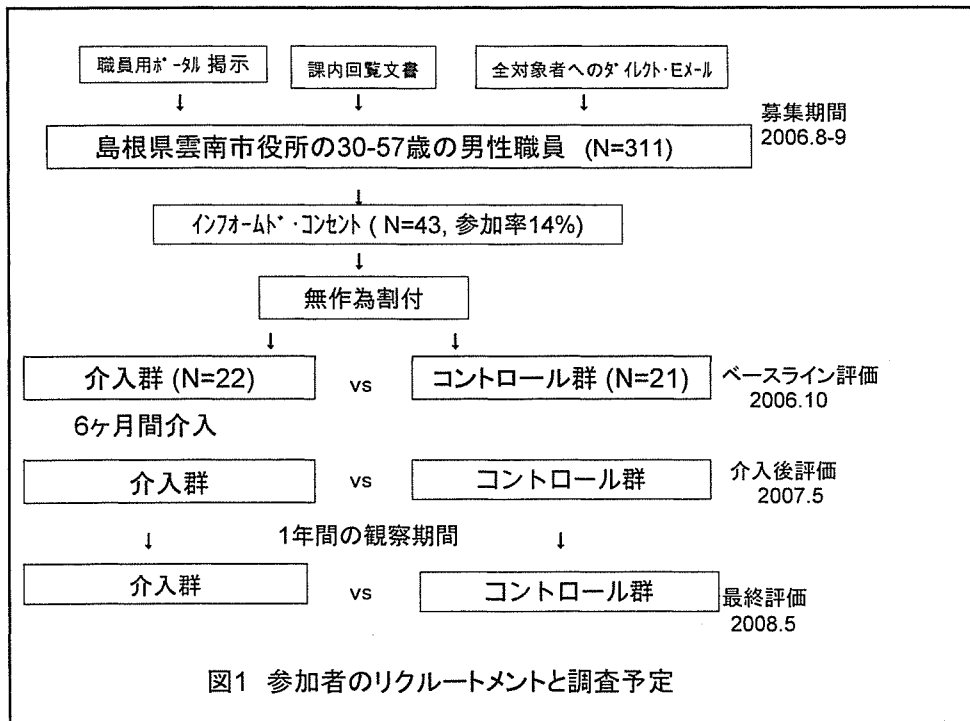 職員用ﾎﾟｰﾀﾙ 掲示
課内回覧文書
全対象者へのﾀﾞｲﾚｸﾄ･Eﾒｰﾙ
↓ ↓ ↓
募集期間
2006.8-9
島根県雲南市役所の30-57歳の男性職員 (N=311)
↓
ｲﾝﾌｫｰﾑﾄﾞ･ｺﾝｾﾝﾄ ( N=43, 参加率14%)
↓
無作為割付
↓ ↓
介入群 (N=22) vs コントロール群 (N=21)
ベースライン評価
2006.10
6ヶ月間介入
介入群 vs コントロール群
介入後評価
2007.5
↓ 1年間の観察期間 ↓
介入群 vs コントロール群
最終評価
2008.5
図1 参加者のリクルートメントと調査予定